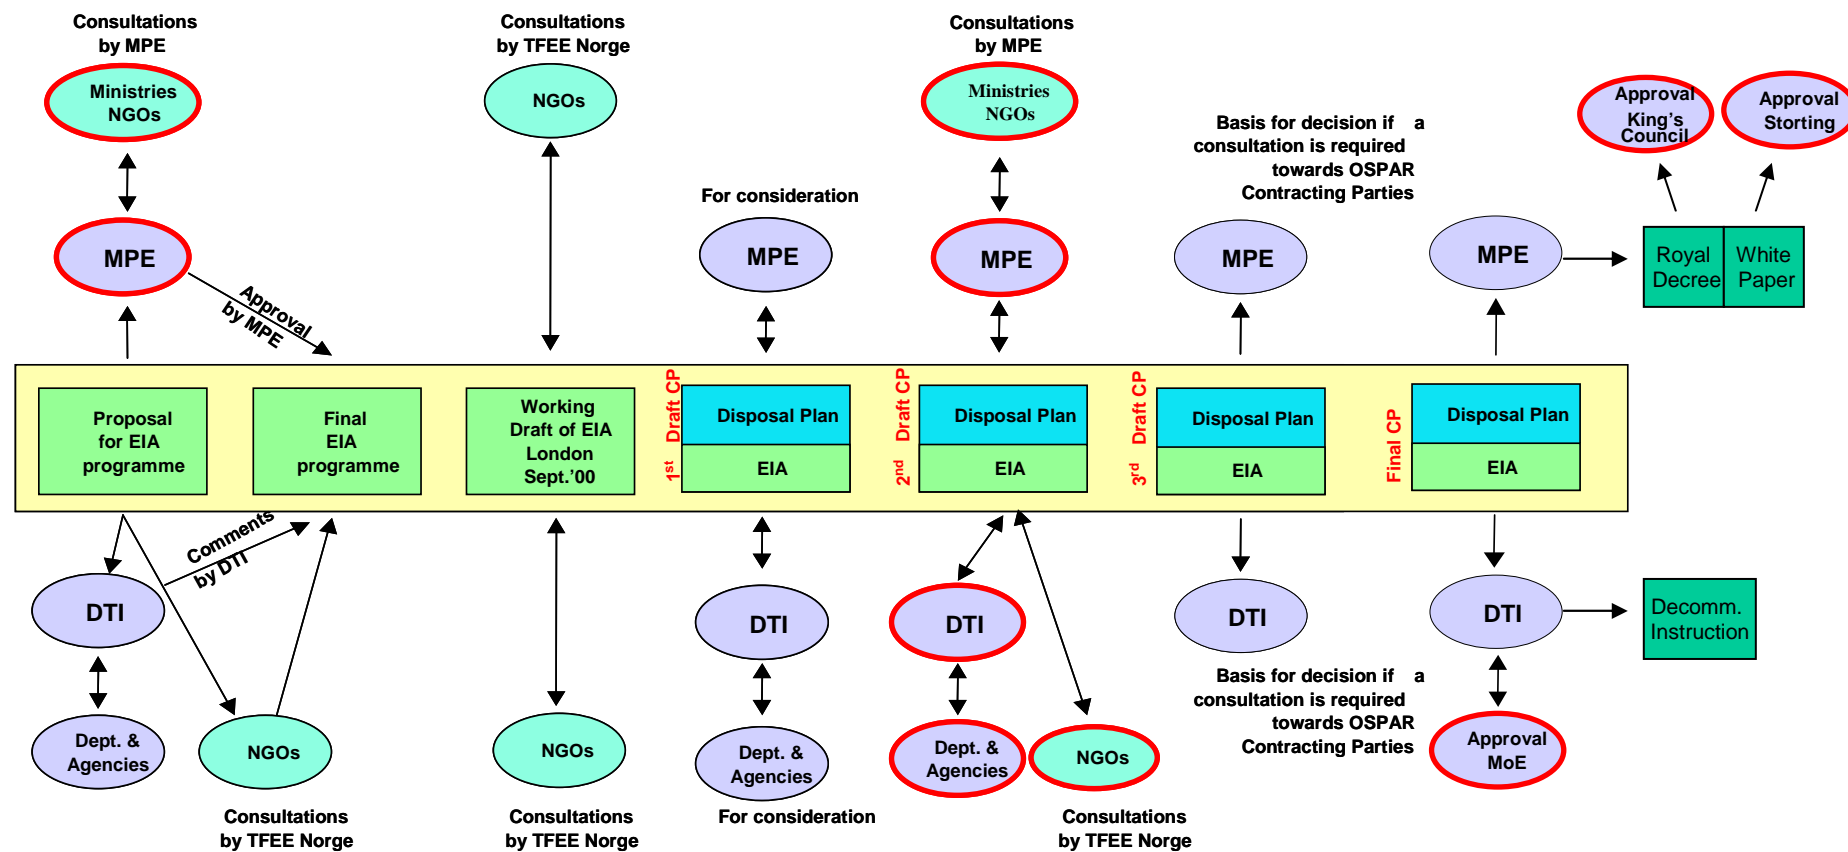 Consultations
by MPE
Consultations
by TFEE Norge
Consultations
by MPE
Ministries
NGOs
NGOs
Ministries
NGOs
Approval
King's
Council
Approval
Storting
Basis for decision if a
consultation is required
towards OSPAR
Contracting Parties
For consideration
MPE
MPE
MPE
MPE
MPE
Royal
Decree
White
Paper
Approval
by MPE
Proposal
for EIA
programme
Final
EIA
programme
Working
Draft of EIA
London
Sept.'00
1st Draft CP
Disposal Plan
EIA
2nd Draft CP
Disposal Plan
EIA
3rd Draft CP
Disposal Plan
EIA
Final CP
Disposal Plan
EIA
Comments
by DTI
DTI
DTI
DTI
DTI
DTI
Decomm.
Instruction
Basis for decision if a
consultation is required
towards OSPAR
Contracting Parties
Dept. &
Agencies
NGOs
NGOs
Dept. &
Agencies
Dept. &
Agencies
NGOs
Approval
MoE
Consultations
by TFEE Norge
Consultations
by TFEE Norge
For consideration
Consultations
by TFEE Norge